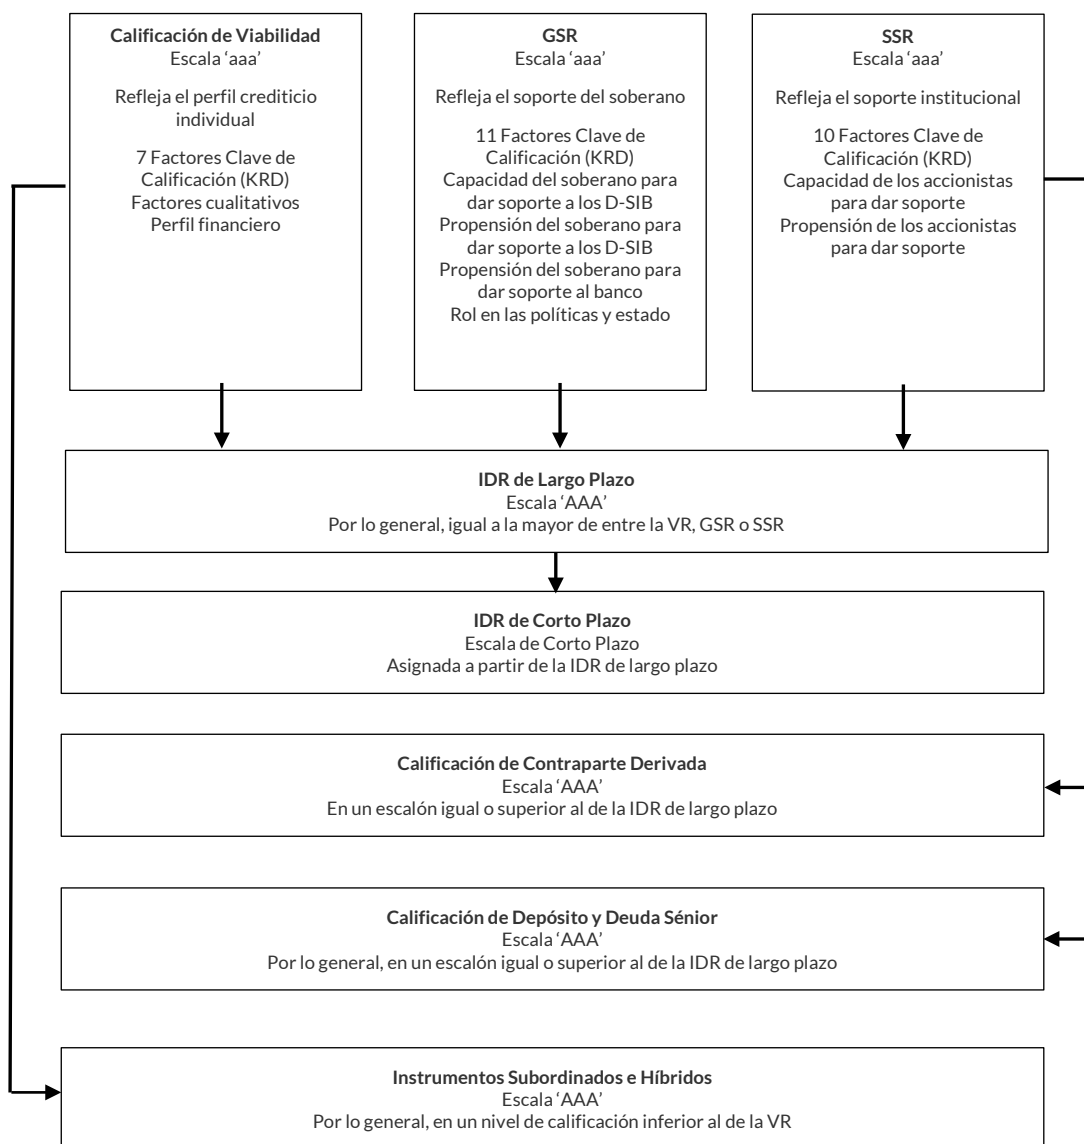 Calificación de Viabilidad
Escala ‘aaa’
Refleja el perfil crediticio
individual
7 Factores Clave de
Calificación (KRD)
Factores cualitativos
Perfil financiero
GSR
Escala ‘aaa’
Refleja el soporte del soberano
11 Factores Clave de
Calificación (KRD)
Capacidad del soberano para
dar soporte a los D-SIB
Propensión del soberano para
dar soporte a los D-SIB
Propensión del soberano para
dar soporte al banco
Rol en las políticas y estado
SSR
Escala ‘aaa’
Refleja el soporte institucional
10 Factores Clave de
Calificación (KRD)
Capacidad de los accionistas
para dar soporte
Propensión de los accionistas
para dar soporte
IDR de Largo Plazo
Escala ‘AAA’
Por lo general, igual a la mayor de entre la VR, GSR o SSR
IDR de Corto Plazo
Escala de Corto Plazo
Asignada a partir de la IDR de largo plazo
Calificación de Contraparte Derivada
Escala ‘AAA’
En un escalón igual o superior al de la IDR de largo plazo
Calificación de Depósito y Deuda Sénior
Escala ‘AAA’
Por lo general, en un escalón igual o superior al de la IDR de largo plazo
Instrumentos Subordinados e Híbridos
Escala ‘AAA’
Por lo general, en un nivel de calificación inferior al de la VR